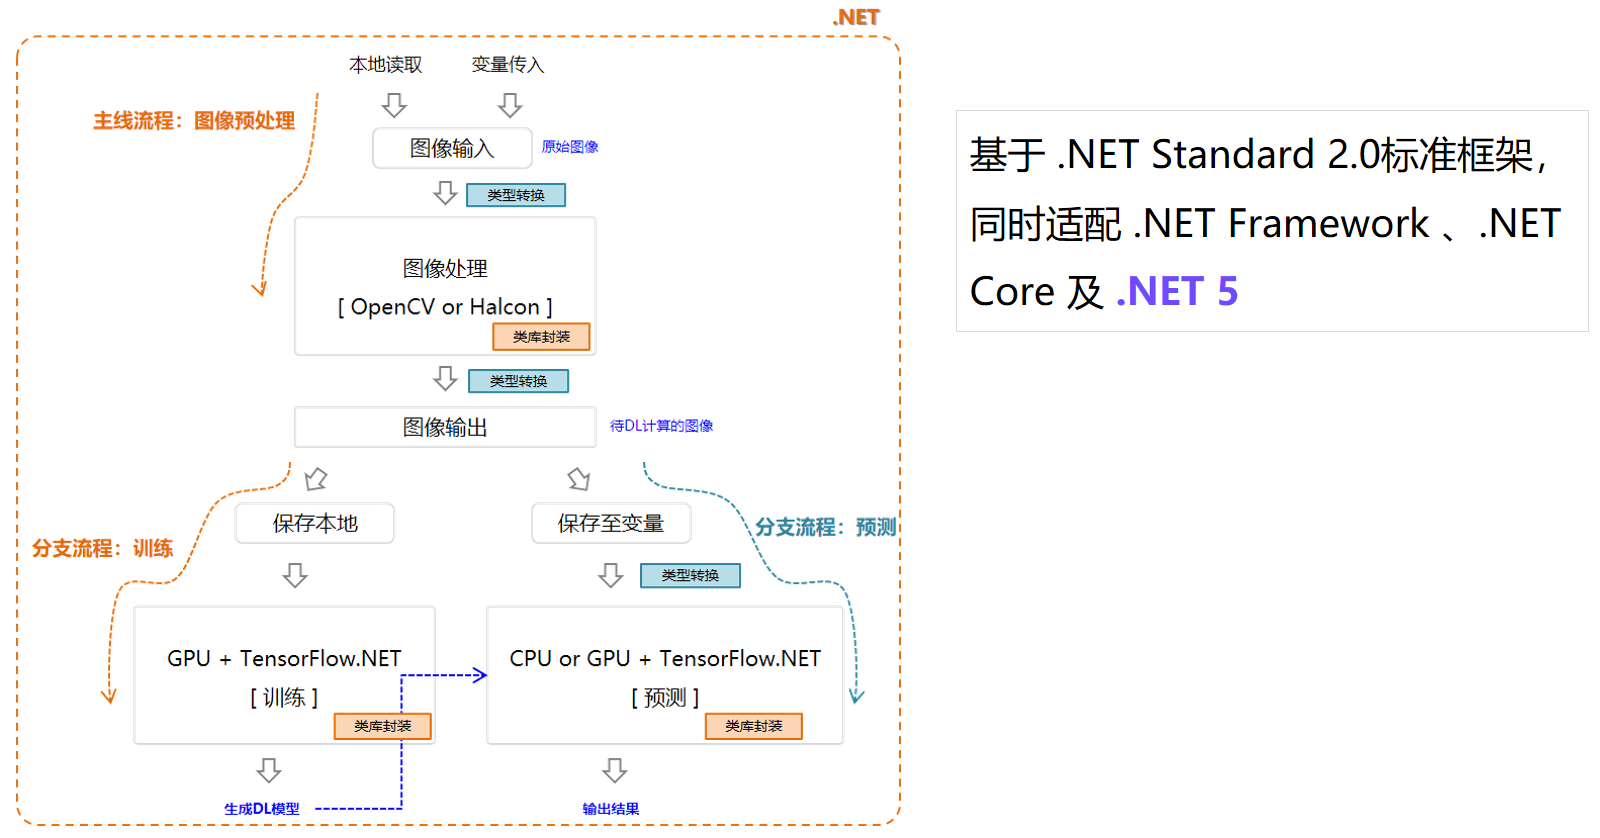 .NET
本地读取
变量传入
主线流程：图像预处理
图像输入
原始图像
类型转换
图像处理
[ OpenCV or Halcon ]
类库封装
类型转换
图像输出
待DL计算的图像
保存本地
保存至变量
分支流程：训练
分支流程：预测
类型转换
GPU + TensorFlow.NET
[ 训练 ]
类库封装
CPU or GPU + TensorFlow.NET
[ 预测 ]
类库封装
生成DL模型
输出结果
基于 .NET Standard 2.0标准框架，
同时适配 .NET Framework 、.NET
Core 及 .NET 5